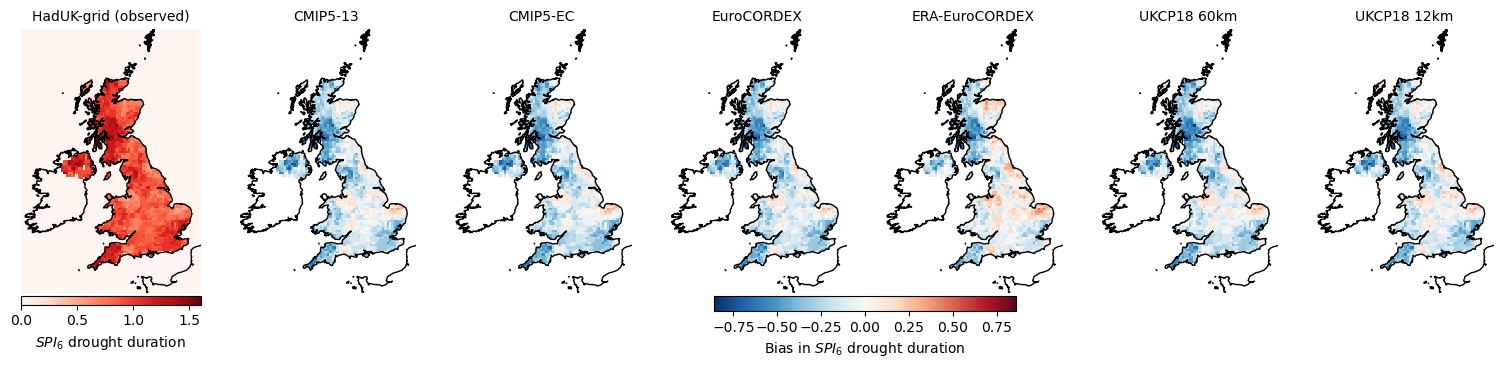 HadUK-grid (observed) CMIP5-13 CMIP5-EC EuroCORDEX ERA-EuroCORDEX UKCP18 60km UKCP18 12km
0.0 0.5 1.0 1.5
SPI₆ drought duration
−0.75 −0.50 −0.25 0.00 0.25 0.50 0.75
Bias in SPI₆ drought duration